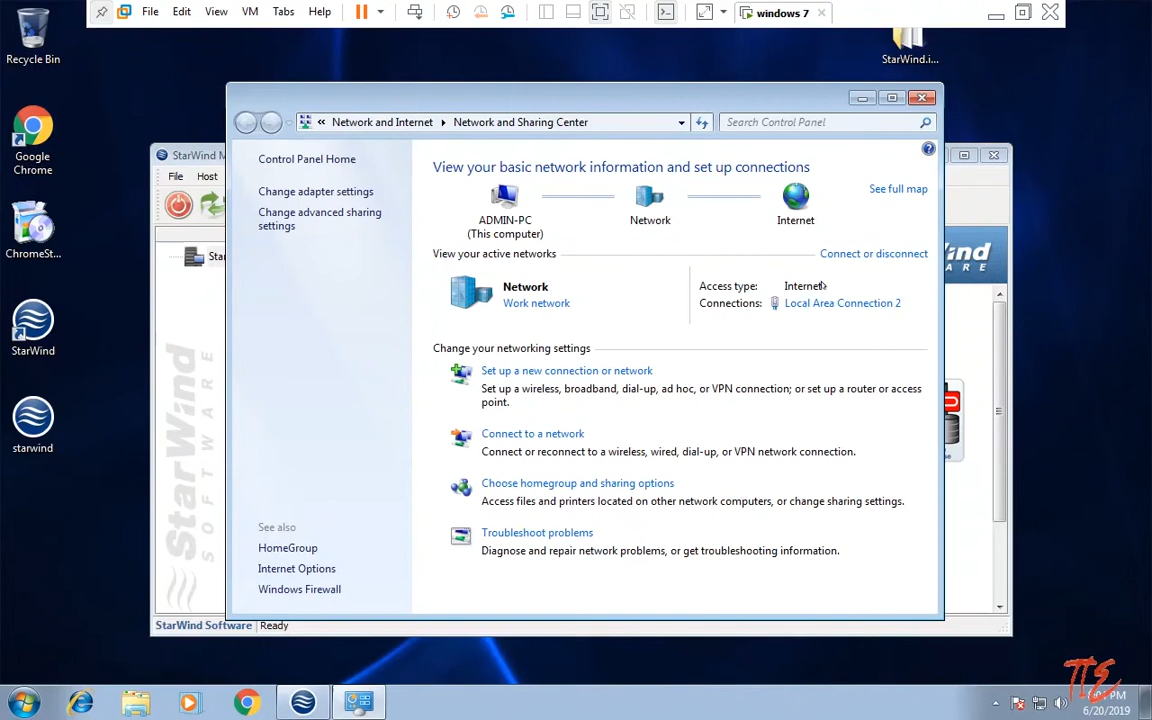 File Edit View VM Tabs Help windows 7
Recycle Bin
StarWind.i...
Google
Chrome
ChromeSt...
StarWind
starwind
StarWind M
File Host
Star
ind
ARE
StarWind
SOFTWARE
StarWind Software Ready
Network and Internet Network and Sharing Center
Search Control Panel
Control Panel Home
Change adapter settings
Change advanced sharing
settings
See also
HomeGroup
Internet Options
Windows Firewall
View your basic network information and set up connections
See full map
ADMIN-PC
(This computer)
Network
Internet
View your active networks
Connect or disconnect
Network
Work network
Access type: Internet
Connections: Local Area Connection 2
Change your networking settings
Set up a new connection or network
Set up a wireless, broadband, dial-up, ad hoc, or VPN connection; or set up a router or access
point.
Connect to a network
Connect or reconnect to a wireless, wired, dial-up, or VPN network connection.
Choose homegroup and sharing options
Access files and printers located on other network computers, or change sharing settings.
Troubleshoot problems
Diagnose and repair network problems, or get troubleshooting information.
PM
6/20/2019